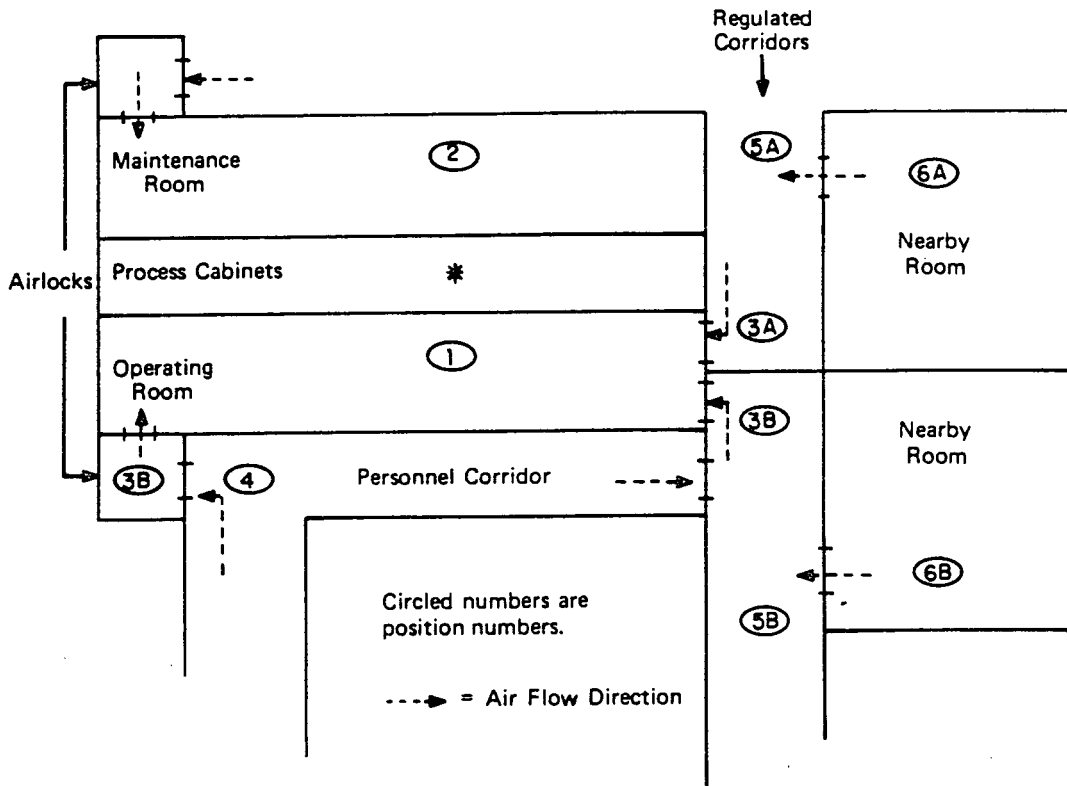 Regulated
Corridors
5A
2
6A
Maintenance
Room
Nearby
Room
Airlocks
Process Cabinets
*
3A
1
Operating
Room
3B
Nearby
Room
3B
4
Personnel Corridor
6B
Circled numbers are
position numbers.
5B
= Air Flow Direction